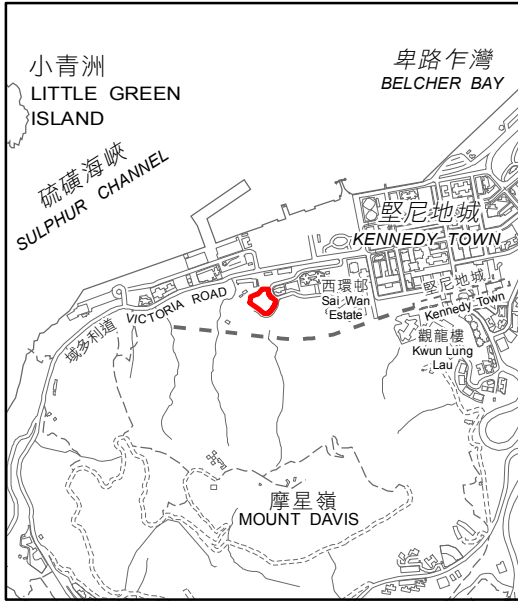 小青洲
LITTLE GREEN
ISLAND
卑路乍灣
BELCHER BAY
硫磺海峽
SULPHUR CHANNEL
堅尼地城
KENNEDY TOWN
西環邨
Sai Wan
Estate
堅尼地城
Kennedy Town
VICTORIA ROAD
域多利道
觀龍樓
Kwun Lung
Lau
摩星嶺
MOUNT DAVIS